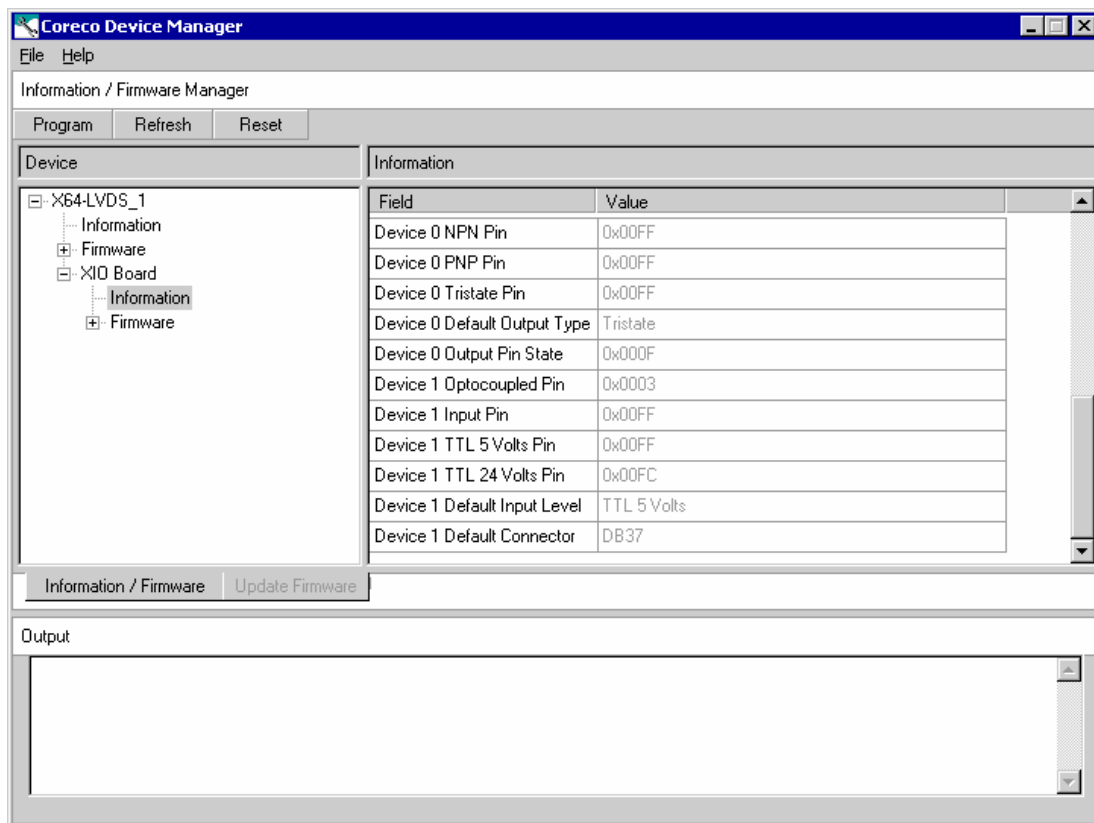 Coreco Device Manager
File Help
Information / Firmware Manager
Program Refresh Reset
Device
Information
X64-LVDS_1
Information
Firmware
XIO Board
Information
Firmware
Field Value
Device 0 NPN Pin 0x00FF
Device 0 PNP Pin 0x00FF
Device 0 Tristate Pin 0x00FF
Device 0 Default Output Type Tristate
Device 0 Output Pin State 0x000F
Device 1 Optocoupled Pin 0x0003
Device 1 Input Pin 0x00FF
Device 1 TTL 5 Volts Pin 0x00FF
Device 1 TTL 24 Volts Pin 0x00FC
Device 1 Default Input Level TTL 5 Volts
Device 1 Default Connector DB37
Information / Firmware Update Firmware
Output